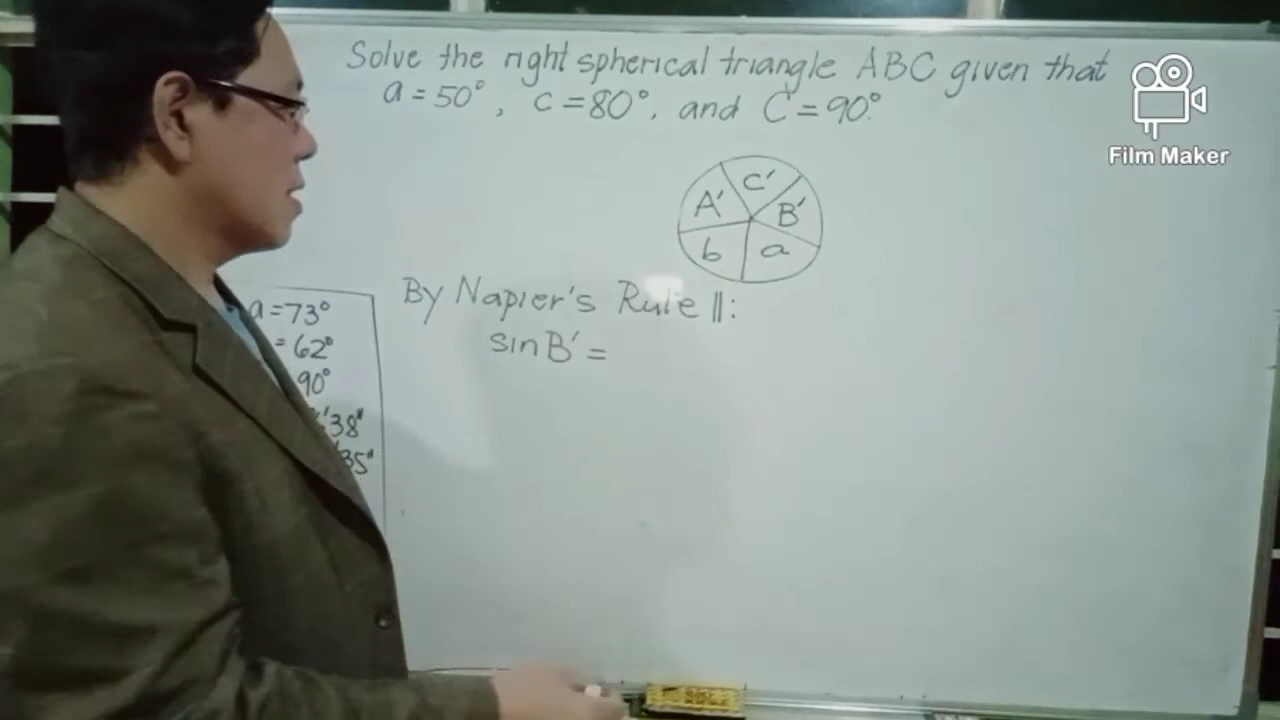 Solve the right spherical triangle ABC given that
a = 50°, c = 80°, and C = 90°.
Film Maker
C'
A'
B'
b
a
By Napier's Rule II:
sin B' =
a = 73°
= 62°
90°
'38"
'35"